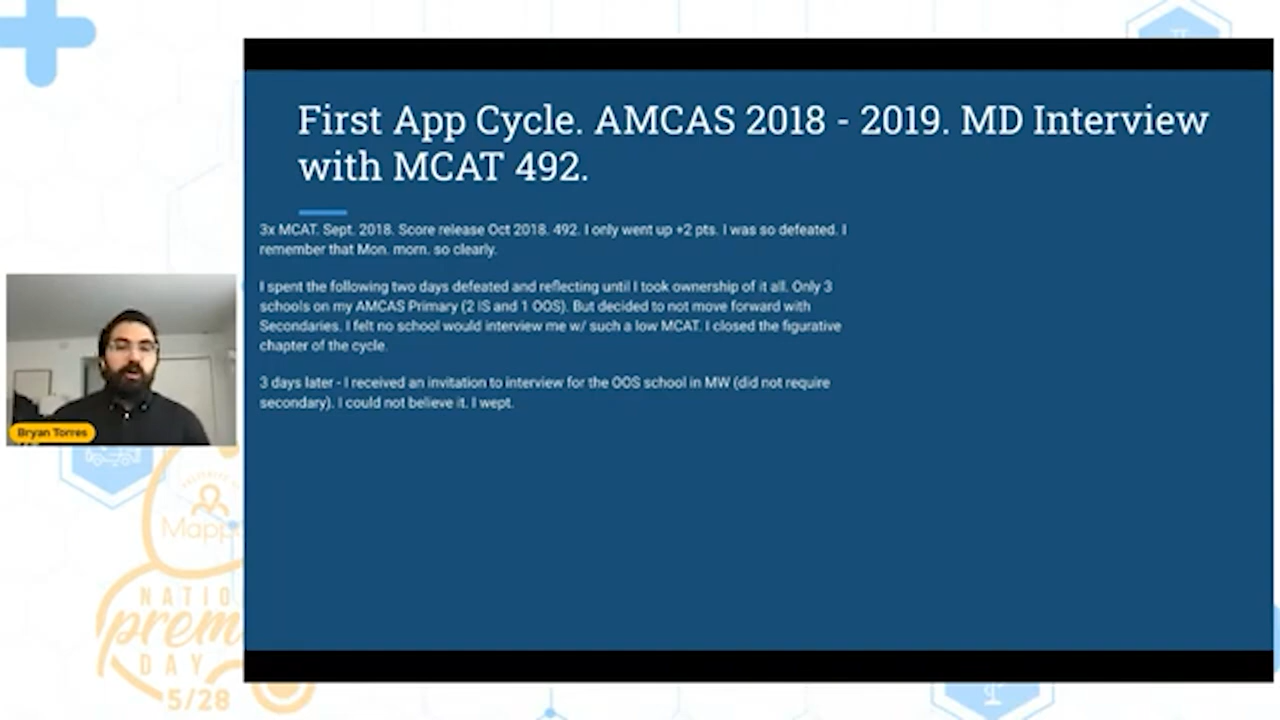 First App Cycle. AMCAS 2018 - 2019. MD Interview
with MCAT 492.
3x MCAT. Sept. 2018. Score release Oct 2018. 492. I only went up +2 pts. I was so defeated. I
remember that Mon. morn. so clearly.
I spent the following two days defeated and reflecting until I took ownership of it all. Only 3
schools on my AMCAS Primary (2 IS and 1 OOS). But decided to not move forward with
Secondaries. I felt no school would interview me w/ such a low MCAT. I closed the figurative
chapter of the cycle.
3 days later - I received an invitation to interview for the OOS school in MW (did not require
secondary). I could not believe it. I wept.
Bryan Torres
Mapp
NATIO
prem
DAY
5/28